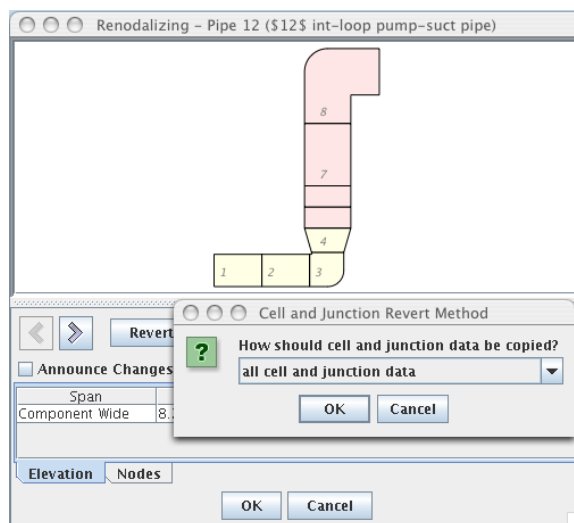 Renodalizing - Pipe 12 ($12$ int-loop pump-suct pipe)
8
7
4
1 2 3
Cell and Junction Revert Method
How should cell and junction data be copied?
all cell and junction data
OK Cancel
Revert
Announce Changes
Span
Component Wide
Elevation Nodes
OK Cancel